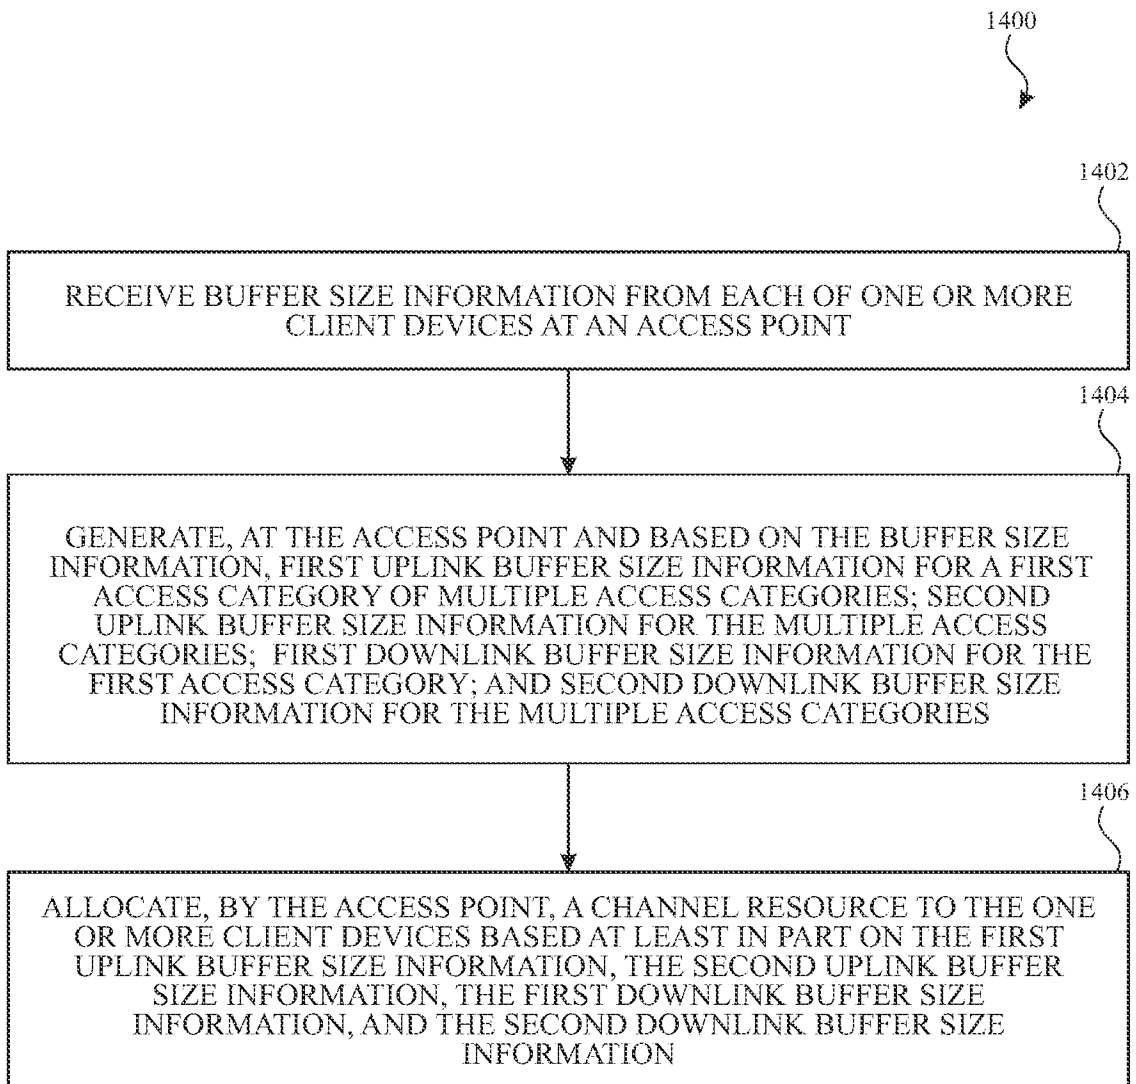 1400
1402
RECEIVE BUFFER SIZE INFORMATION FROM EACH OF ONE OR MORE
CLIENT DEVICES AT AN ACCESS POINT
1404
GENERATE, AT THE ACCESS POINT AND BASED ON THE BUFFER SIZE
INFORMATION, FIRST UPLINK BUFFER SIZE INFORMATION FOR A FIRST
ACCESS CATEGORY OF MULTIPLE ACCESS CATEGORIES; SECOND
UPLINK BUFFER SIZE INFORMATION FOR THE MULTIPLE ACCESS
CATEGORIES; FIRST DOWNLINK BUFFER SIZE INFORMATION FOR THE
FIRST ACCESS CATEGORY; AND SECOND DOWNLINK BUFFER SIZE
INFORMATION FOR THE MULTIPLE ACCESS CATEGORIES
1406
ALLOCATE, BY THE ACCESS POINT, A CHANNEL RESOURCE TO THE ONE
OR MORE CLIENT DEVICES BASED AT LEAST IN PART ON THE FIRST
UPLINK BUFFER SIZE INFORMATION, THE SECOND UPLINK BUFFER
SIZE INFORMATION, THE FIRST DOWNLINK BUFFER SIZE
INFORMATION, AND THE SECOND DOWNLINK BUFFER SIZE
INFORMATION